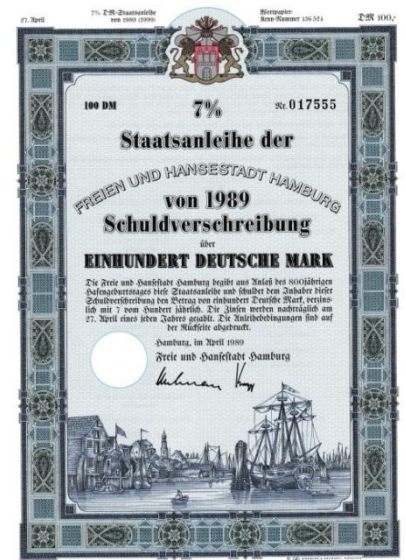 27. April
7% DM-Staatsanleihe
von 1989 (1999)
Wertpapier-
Kenn-Nummer 136 524
DM 100,-
100 DM
7%
Nr. 017555
Staatsanleihe der
FREIEN UND HANSESTADT HAMBURG
von 1989
Schuldverschreibung
über
EINHUNDERT DEUTSCHE MARK
Die Freie und Hansestadt Hamburg begibt aus Anlaß des 800jährigen
Hafengeburtstages diese Staatsanleihe und schuldet dem Inhaber dieser
Schuldverschreibung den Betrag von einhundert Deutsche Mark, verzins-
lich mit 7 vom Hundert jährlich. Die Zinsen werden nachträglich am
27. April eines jeden Jahres gezahlt. Die Anleihebedingungen sind auf
der Rückseite abgedruckt.
Hamburg, im April 1989
Freie und Hansestadt Hamburg